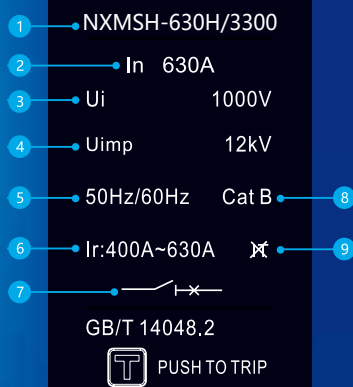 1 NXMSH-630H/3300
2 In 630A
3 Ui 1000V
4 Uimp 12kV
5 50Hz/60Hz Cat B 8
6 Ir:400A~630A 9
7
GB/T 14048.2
T PUSH TO TRIP